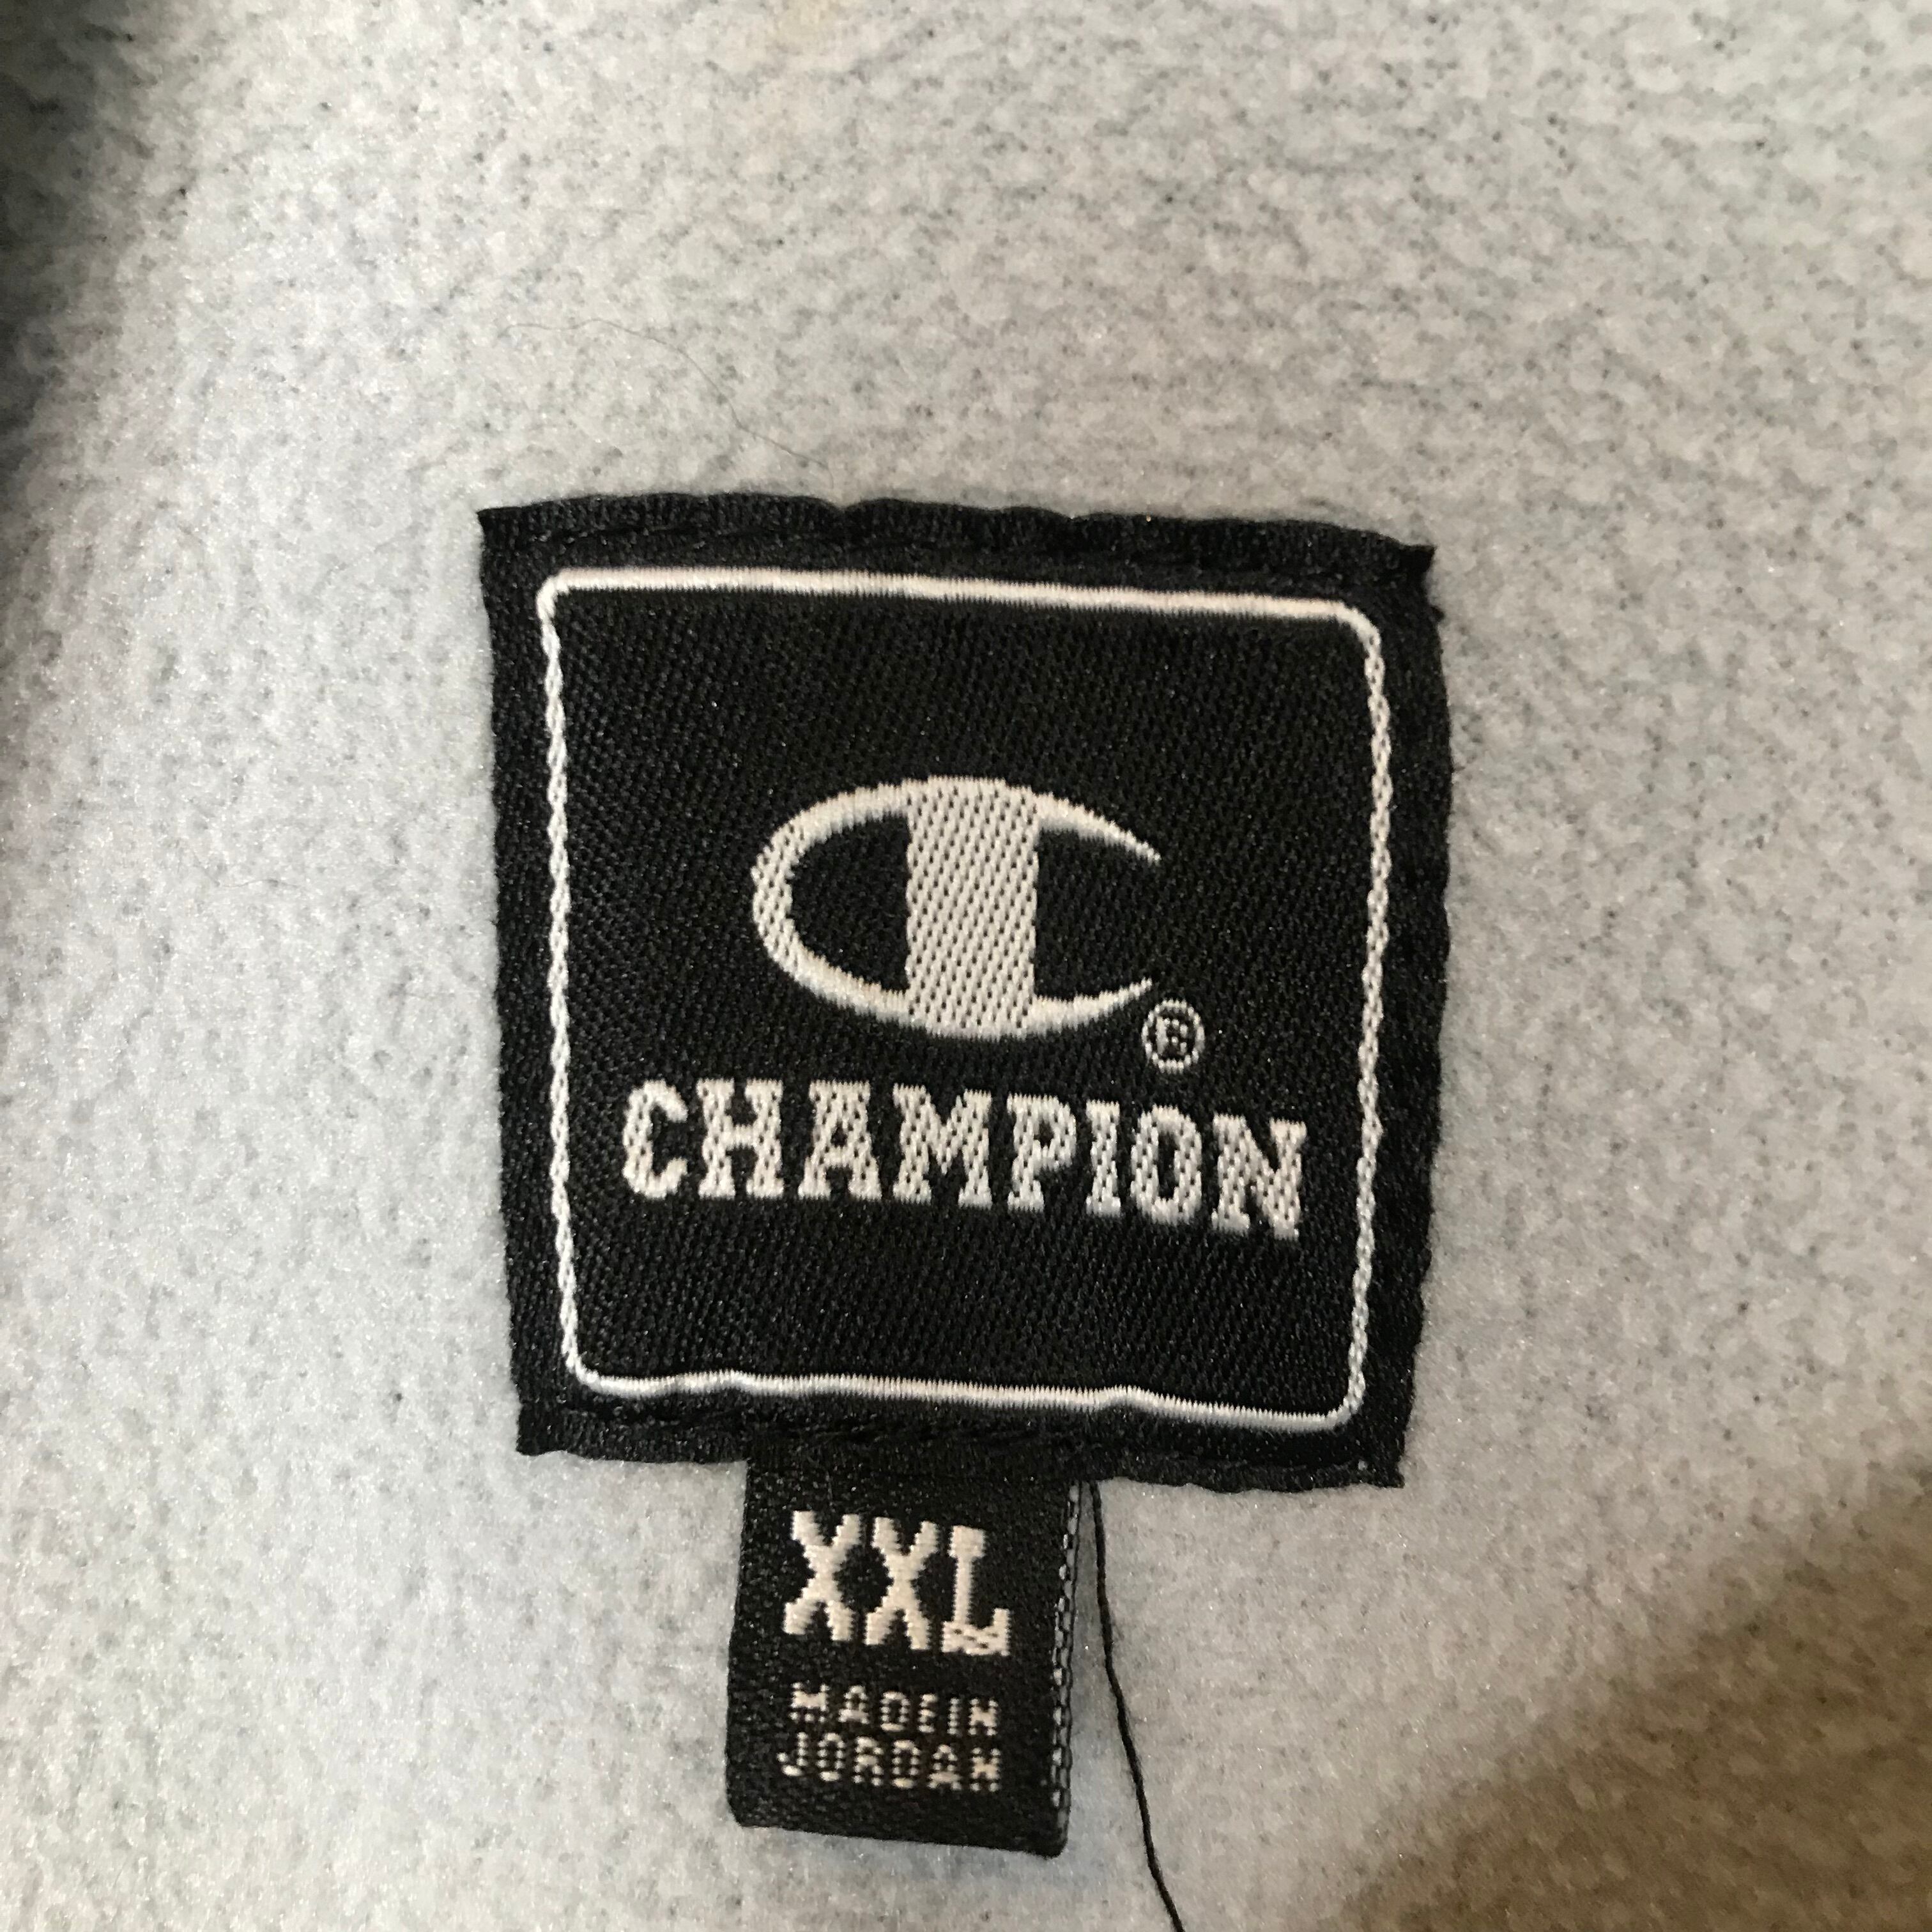 ®
CHAMPION
XXL
MADE IN
JORDAN